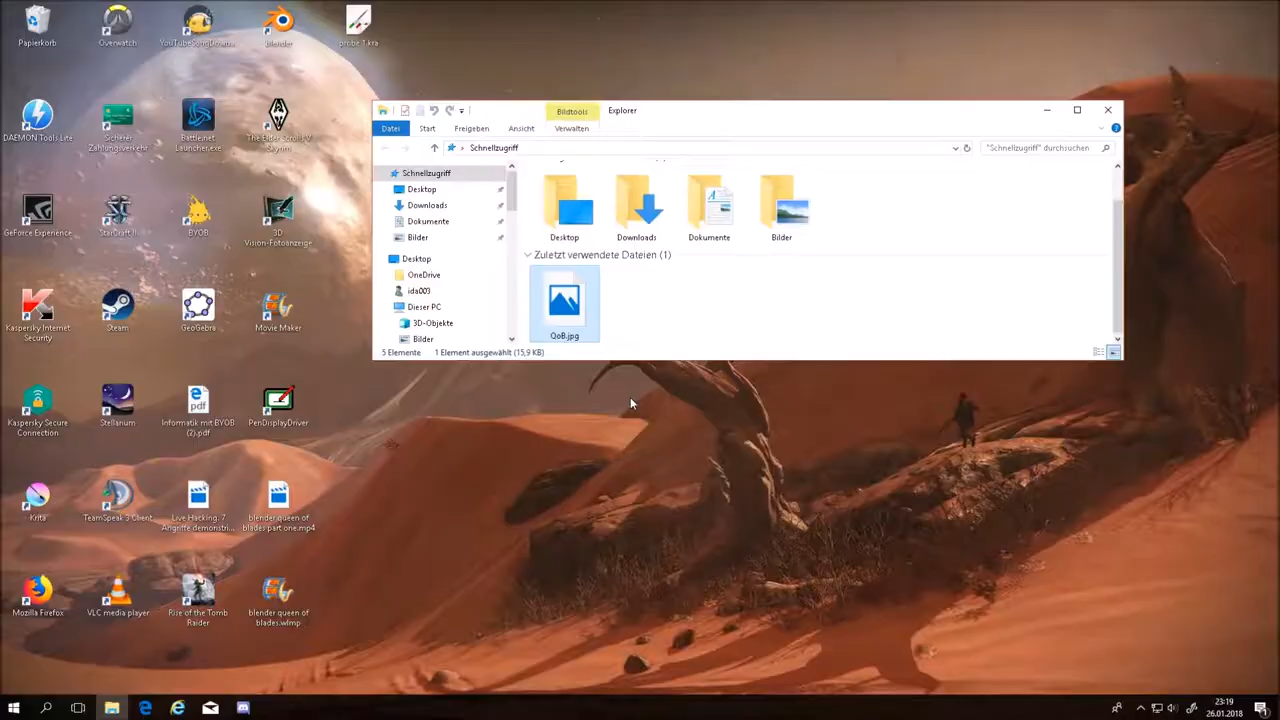 Papierkorb
Overwatch
YouTubeSongDown...
Blender
probe 1.kra
DAEMON Tools Lite
Sicherer
Zahlungsverkehr
Battle.net
Launcher.exe
The Elder Scrolls V
Skyrim
GeForce Experience
StarCraft II
BYOB
3D
Vision-Fotoanzeige
Kaspersky Internet
Security
Steam
GeoGebra
Movie Maker
Kaspersky Secure
Connection
Stellarium
pdf
Informatik mit BYOB
(2).pdf
PenDisplayDriver
Krita
TeamSpeak 3 Client
Live Hacking. 7
Angriffe demonstri...
blender queen of
blades part one.mp4
Mozilla Firefox
VLC media player
Rise of the Tomb
Raider
blender queen of
blades.wlmp
Bildtools
Explorer
Datei
Start
Freigeben
Ansicht
Verwalten
Schnellzugriff
"Schnellzugriff" durchsuchen
Schnellzugriff
Desktop
Downloads
Dokumente
Bilder
Desktop
OneDrive
ida003
Dieser PC
3D-Objekte
Bilder
Desktop
Downloads
Dokumente
Bilder
Zuletzt verwendete Dateien (1)
QoB.jpg
5 Elemente
1 Element ausgewählt (15,9 KB)
23:19
26.01.2018